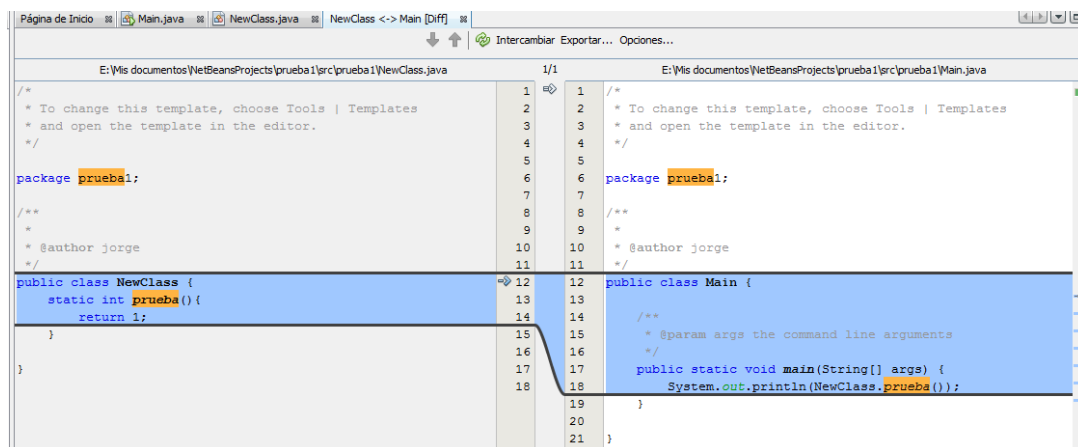 Página de Inicio Main.java NewClass.java NewClass <-> Main [Diff]
Intercambiar Exportar... Opciones...
E:\Mis documentos\NetBeansProjects\prueba1\src\prueba1\NewClass.java 1/1 E:\Mis documentos\NetBeansProjects\prueba1\src\prueba1\Main.java
/* 1
 * To change this template, choose Tools | Templates 2
 * and open the template in the editor. 3
 */ 4
5
package prueba1; 6
7
/** 8
 * 9
 * @author jorge 10
 */ 11
public class NewClass { 12
    static int prueba(){ 13
        return 1; 14
    } 15
16
} 17
18
1 /*
2  * To change this template, choose Tools | Templates
3  * and open the template in the editor.
4  */
5
6 package prueba1;
7
8 /**
9  *
10  * @author jorge
11  */
12 public class Main {
13
14     /**
15      * @param args the command line arguments
16      */
17     public static void main(String[] args) {
18         System.out.println(NewClass.prueba());
19     }
20
21 }